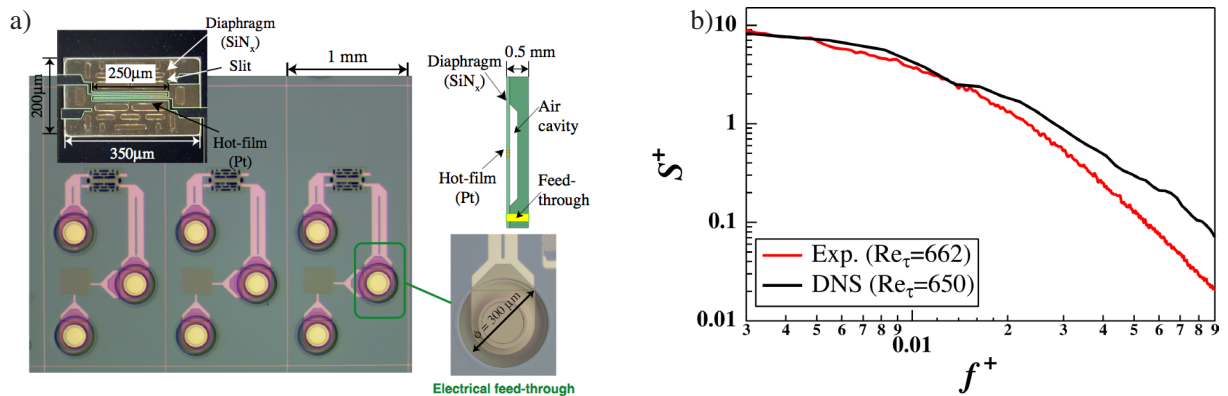 a)
Diaphragm
(SiNx)
Slit
250μm
200μm
Hot-film
(Pt)
350μm
1 mm
0.5 mm
Diaphragm
(SiNx)
Air
cavity
Hot-film
(Pt)
Feed-
through
ϕ = 300 μm
Electrical feed-through
b)
10
1
0.1
0.01
S+
Exp. (Reτ=662)
DNS (Reτ=650)
3 4 5 6 7 8 9 2 3 4 5 6 7 8 9
0.01
f+